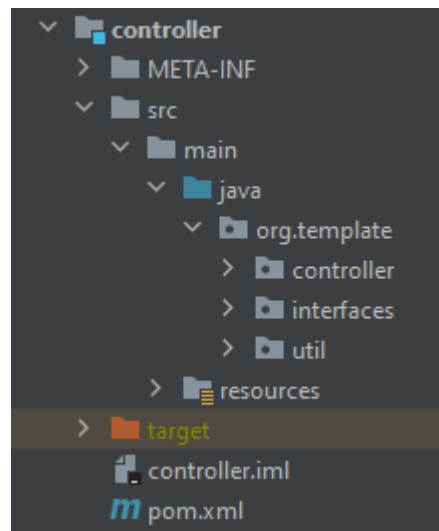 controller
META-INF
src
main
java
org.template
controller
interfaces
util
resources
target
controller.iml
m pom.xml